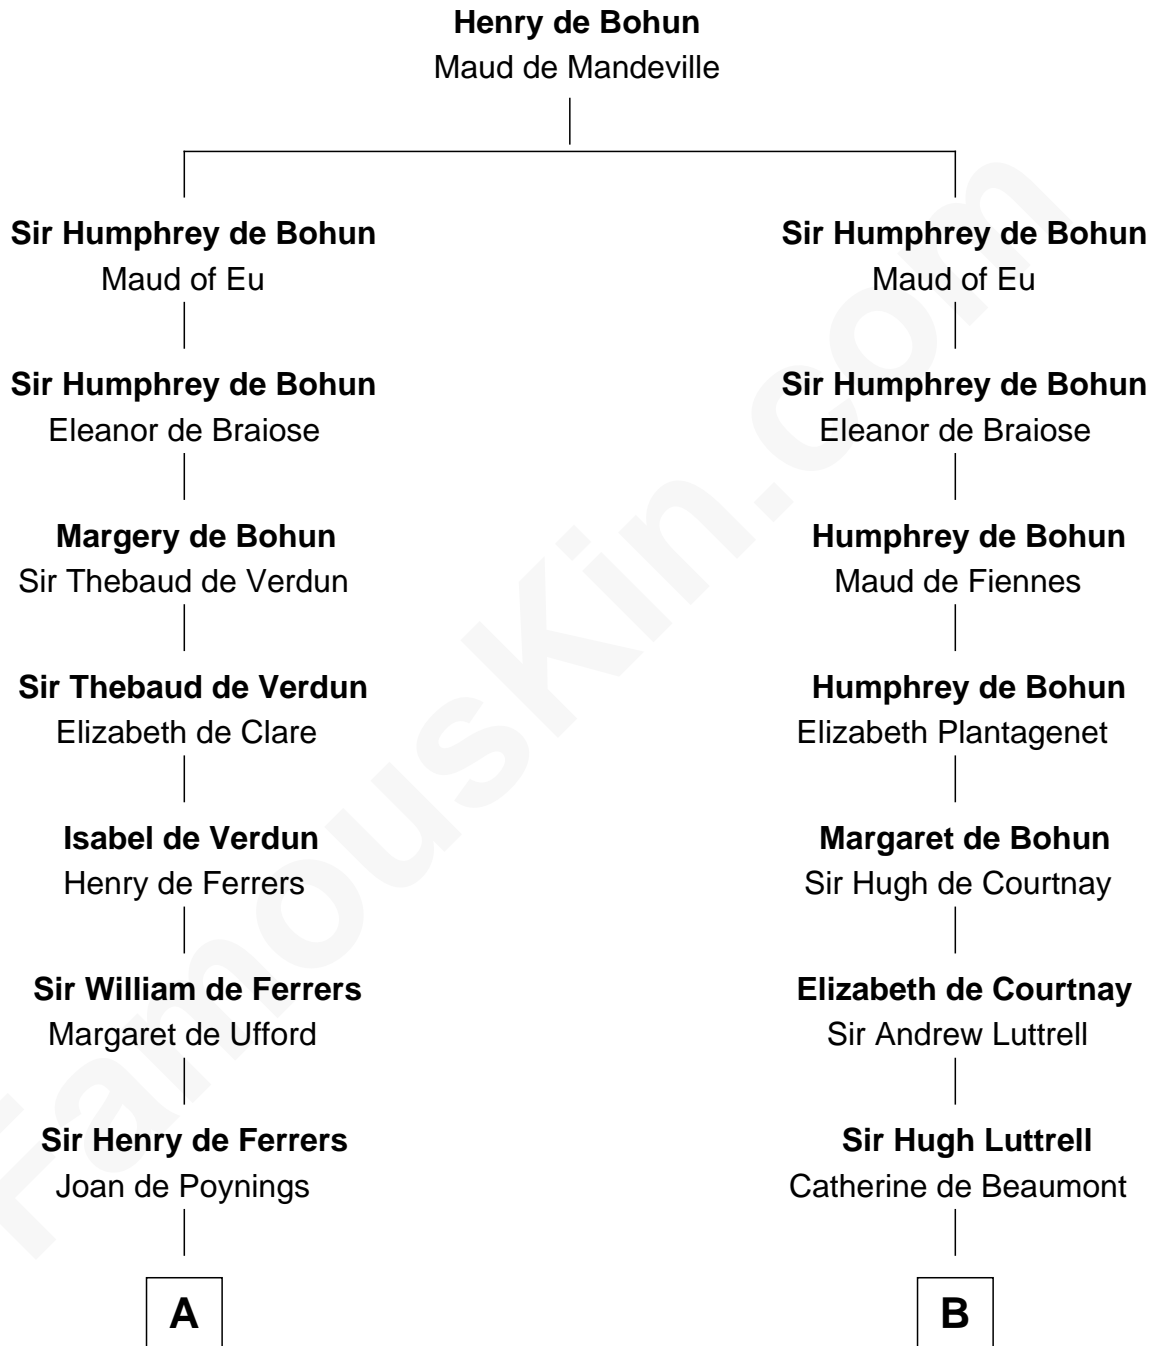 Henry de Bohun
Maud de Mandeville
Sir Humphrey de Bohun
Maud of Eu
Sir Humphrey de Bohun
Maud of Eu
Sir Humphrey de Bohun
Eleanor de Braiose
Sir Humphrey de Bohun
Eleanor de Braiose
Margery de Bohun
Sir Thebaud de Verdun
Humphrey de Bohun
Maud de Fiennes
Sir Thebaud de Verdun
Elizabeth de Clare
Humphrey de Bohun
Elizabeth Plantagenet
Isabel de Verdun
Henry de Ferrers
Margaret de Bohun
Sir Hugh de Courtnay
Sir William de Ferrers
Margaret de Ufford
Elizabeth de Courtnay
Sir Andrew Luttrell
Sir Henry de Ferrers
Joan de Poynings
Sir Hugh Luttrell
Catherine de Beaumont
A
B
FamousKin.com